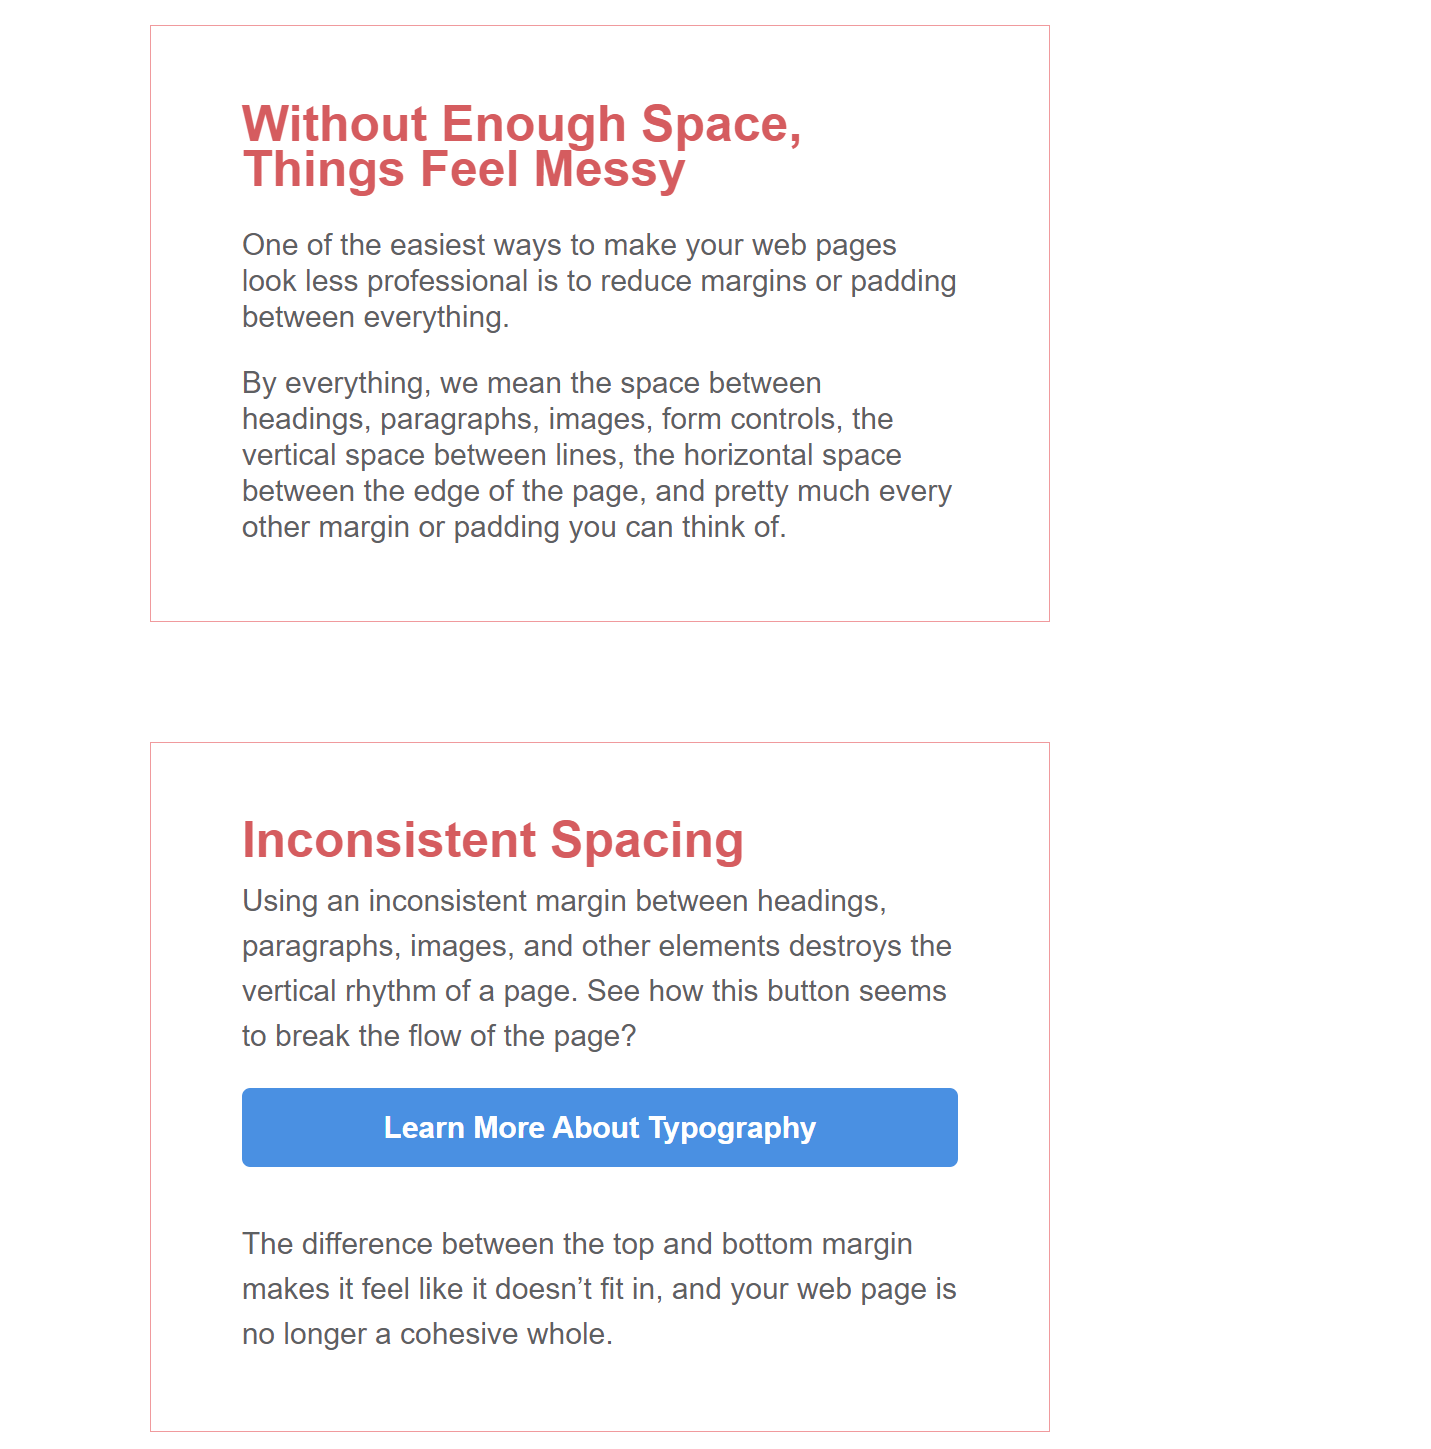 Without Enough Space,
Things Feel Messy
One of the easiest ways to make your web pages
look less professional is to reduce margins or padding
between everything.
By everything, we mean the space between
headings, paragraphs, images, form controls, the
vertical space between lines, the horizontal space
between the edge of the page, and pretty much every
other margin or padding you can think of.
Inconsistent Spacing
Using an inconsistent margin between headings,
paragraphs, images, and other elements destroys the
vertical rhythm of a page. See how this button seems
to break the flow of the page?
Learn More About Typography
The difference between the top and bottom margin
makes it feel like it doesn’t fit in, and your web page is
no longer a cohesive whole.